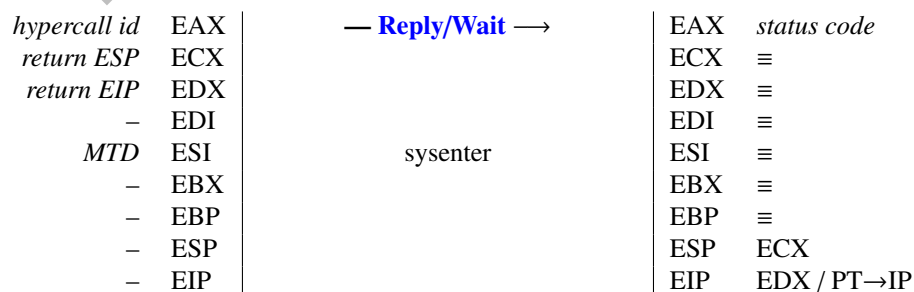 hypercall id EAX — Reply/Wait ⟶ EAX status code
return ESP ECX ECX ≡
return EIP EDX EDX ≡
– EDI EDI ≡
MTD ESI sysenter ESI ≡
– EBX EBX ≡
– EBP EBP ≡
– ESP ESP ECX
– EIP EIP EDX / PT→IP